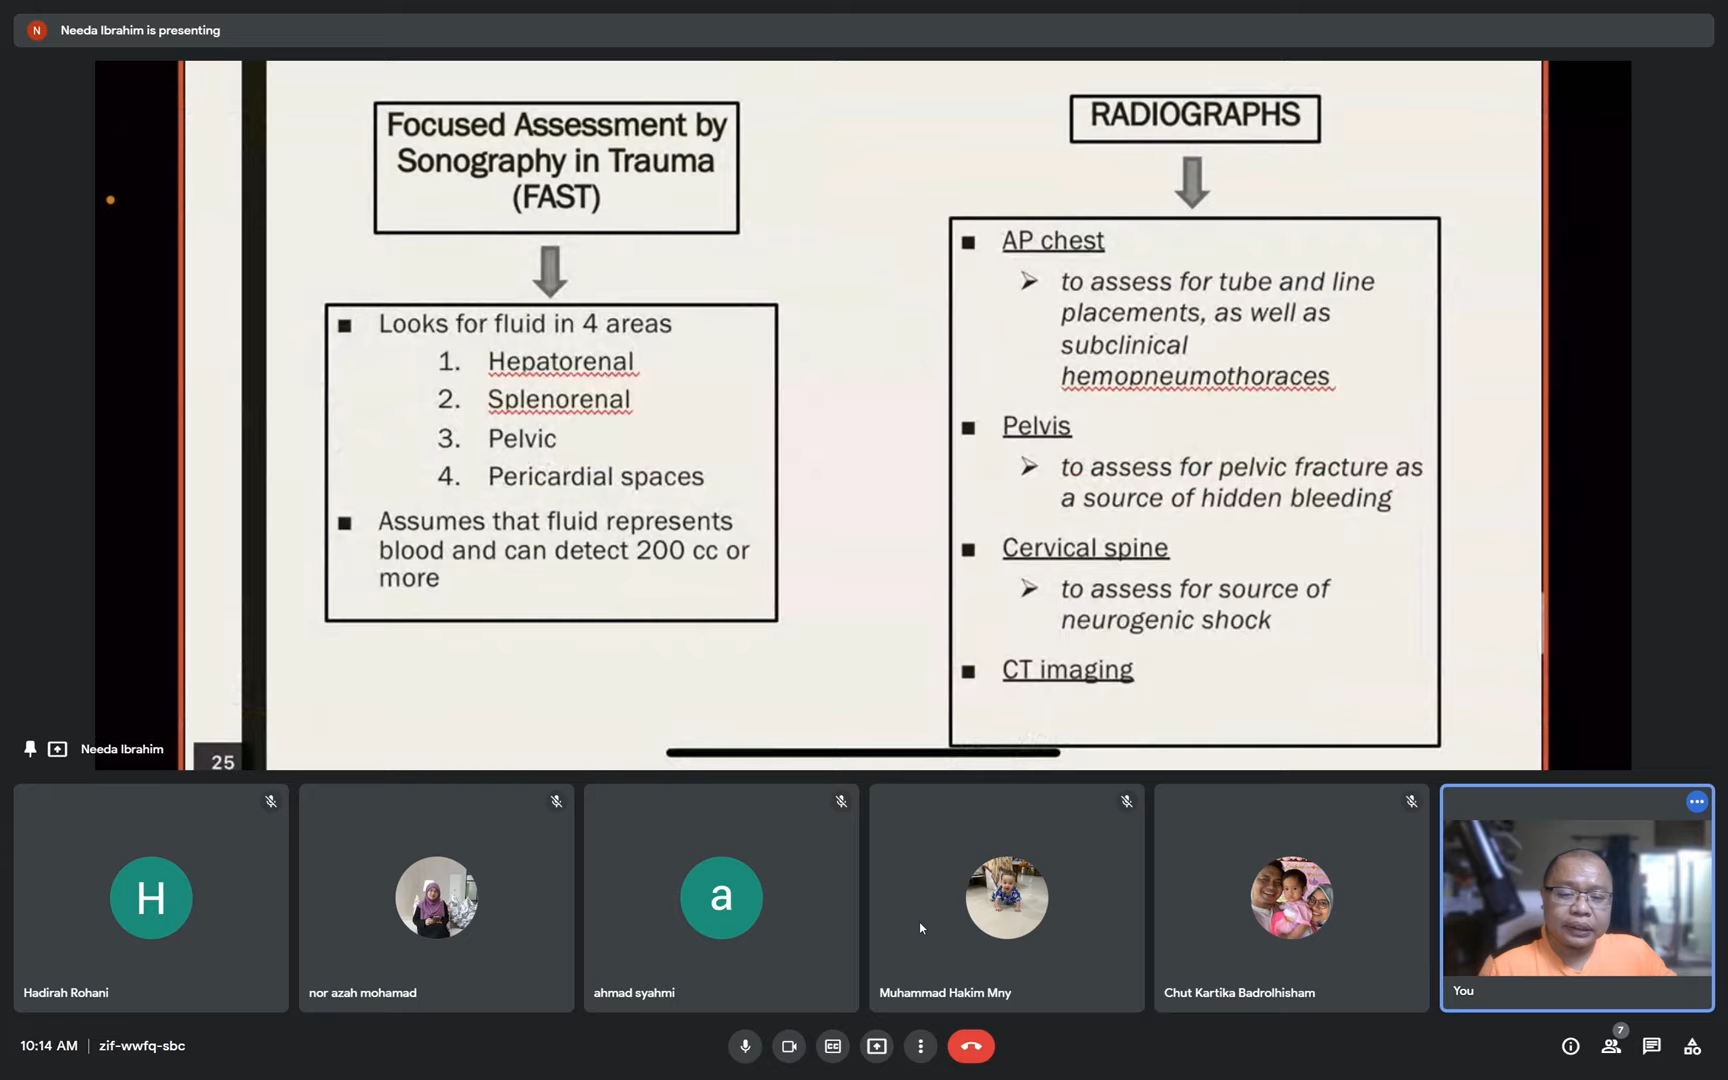 N Needa Ibrahim is presenting
Focused Assessment by
Sonography in Trauma
(FAST)
■ Looks for fluid in 4 areas
1. Hepatorenal
2. Splenorenal
3. Pelvic
4. Pericardial spaces
■ Assumes that fluid represents
blood and can detect 200 cc or
more
RADIOGRAPHS
■ AP chest
➢ to assess for tube and line
placements, as well as
subclinical
hemopneumothoraces
■ Pelvis
➢ to assess for pelvic fracture as
a source of hidden bleeding
■ Cervical spine
➢ to assess for source of
neurogenic shock
■ CT imaging
Needa Ibrahim
25
H
a
Hadirah Rohani
nor azah mohamad
ahmad syahmi
Muhammad Hakim Mny
Chut Kartika Badrolhisham
You
10:14 AM | zif-wwfq-sbc
7